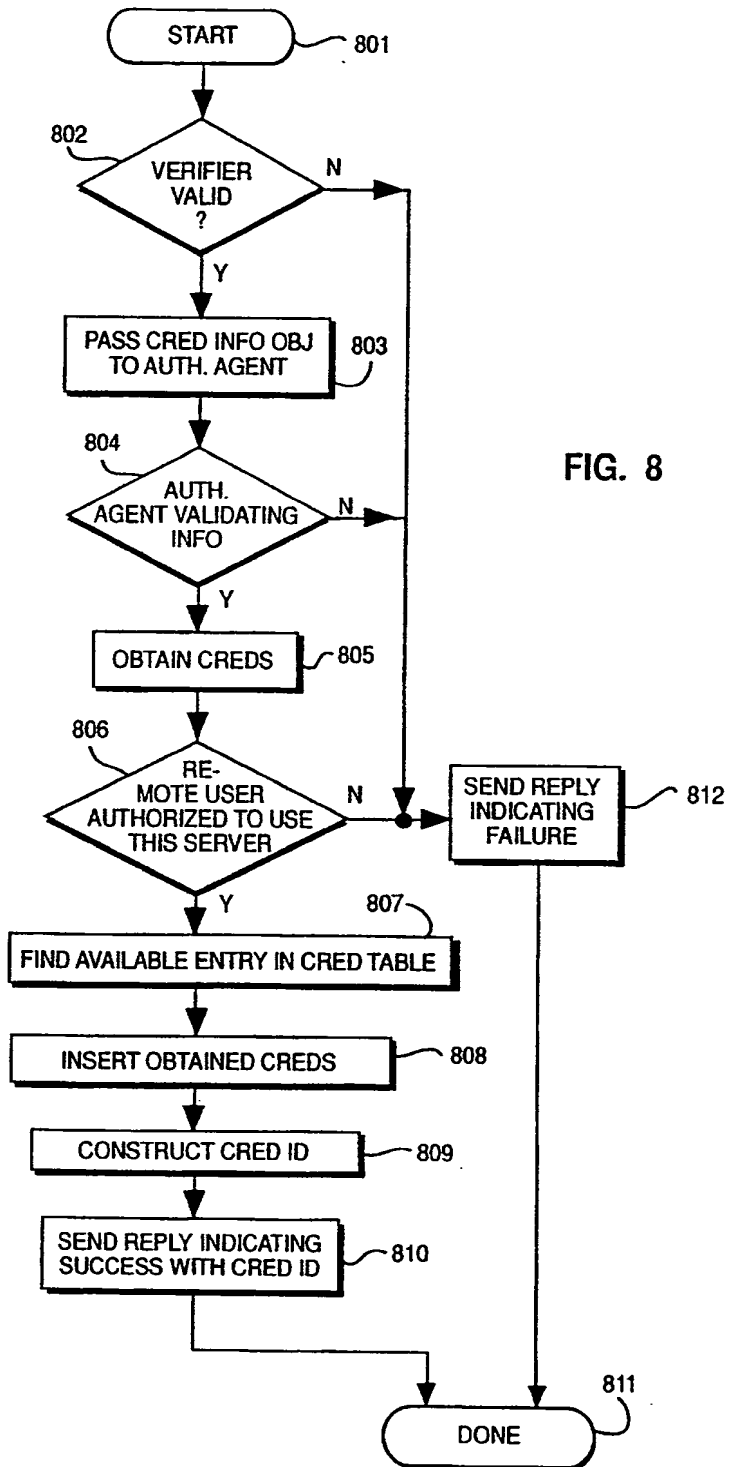 START
801
802
VERIFIER
VALID
?
N
Y
PASS CRED INFO OBJ
TO AUTH. AGENT
803
804
AUTH.
AGENT VALIDATING
INFO
N
FIG. 8
Y
OBTAIN CREDS
805
806
RE-
MOTE USER
AUTHORIZED TO USE
THIS SERVER
N
SEND REPLY
INDICATING
FAILURE
812
Y
807
FIND AVAILABLE ENTRY IN CRED TABLE
INSERT OBTAINED CREDS
808
CONSTRUCT CRED ID
809
SEND REPLY INDICATING
SUCCESS WITH CRED ID
810
811
DONE